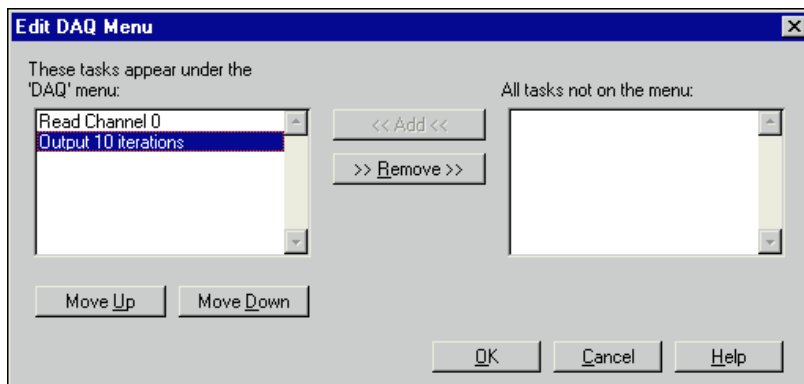 Edit DAQ Menu
These tasks appear under the
'DAQ' menu:
Read Channel 0
Output 10 iterations
<< Add <<
>> Remove >>
All tasks not on the menu:
Move Up
Move Down
OK
Cancel
Help